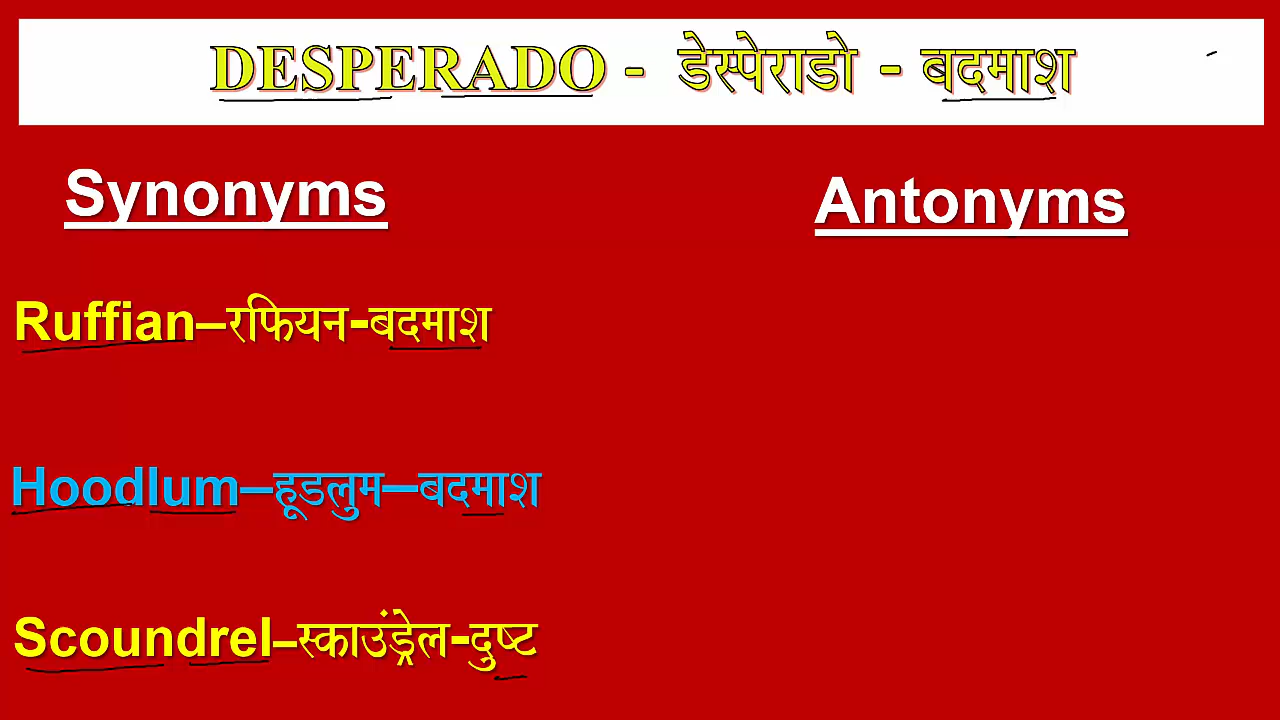 DESPERADO - डेस्पेराडो - बदमाश
Synonyms
Antonyms
Ruffian–रफियन-बदमाश
Hoodlum–हूडलुम–बदमाश
Scoundrel–स्काउंड्रेल-दुष्ट